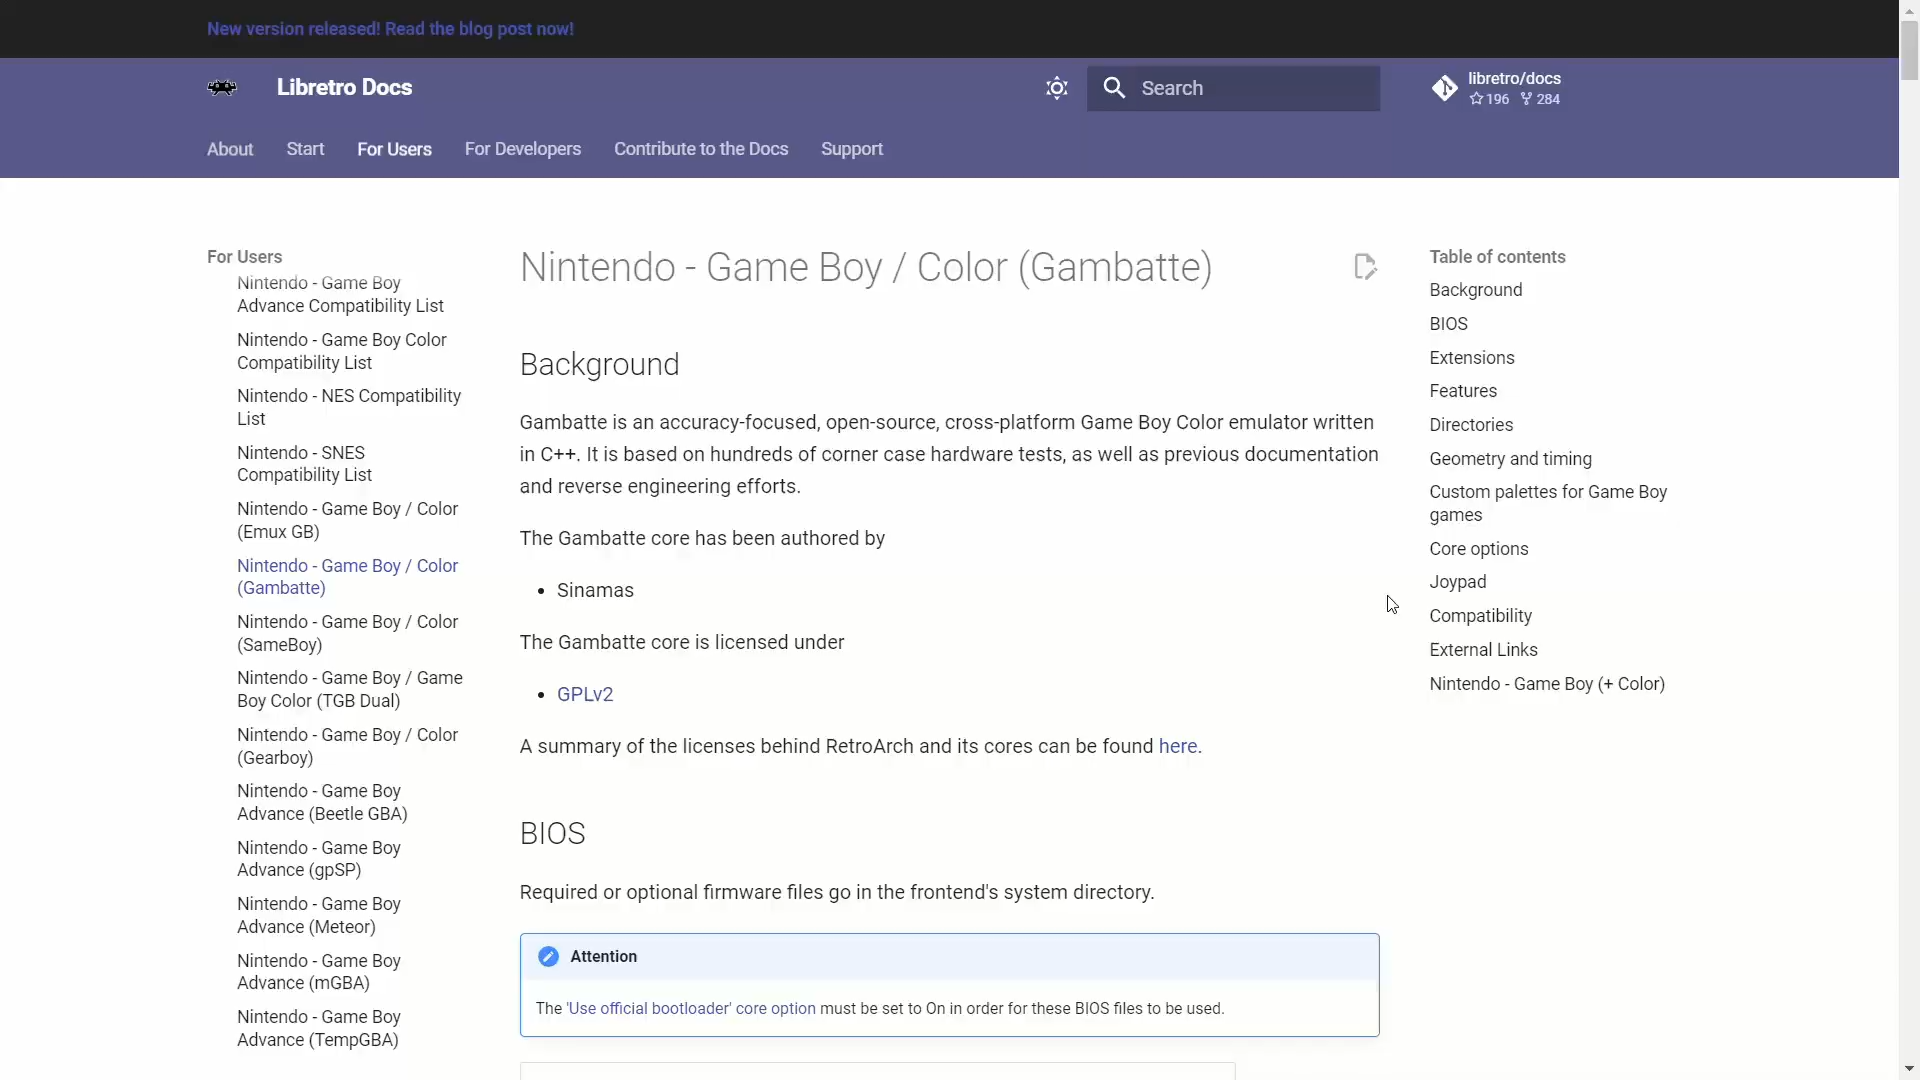 New version released! Read the blog post now!
Libretro Docs
Search
libretro/docs
196 284
About Start For Users For Developers Contribute to the Docs Support
For Users
Nintendo - Game Boy
Advance Compatibility List
Nintendo - Game Boy Color
Compatibility List
Nintendo - NES Compatibility
List
Nintendo - SNES
Compatibility List
Nintendo - Game Boy / Color
(Emux GB)
Nintendo - Game Boy / Color
(Gambatte)
Nintendo - Game Boy / Color
(SameBoy)
Nintendo - Game Boy / Game
Boy Color (TGB Dual)
Nintendo - Game Boy / Color
(Gearboy)
Nintendo - Game Boy
Advance (Beetle GBA)
Nintendo - Game Boy
Advance (gpSP)
Nintendo - Game Boy
Advance (Meteor)
Nintendo - Game Boy
Advance (mGBA)
Nintendo - Game Boy
Advance (TempGBA)
Nintendo - Game Boy / Color (Gambatte)
Background
Gambatte is an accuracy-focused, open-source, cross-platform Game Boy Color emulator written
in C++. It is based on hundreds of corner case hardware tests, as well as previous documentation
and reverse engineering efforts.
The Gambatte core has been authored by
• Sinamas
The Gambatte core is licensed under
• GPLv2
A summary of the licenses behind RetroArch and its cores can be found here.
BIOS
Required or optional firmware files go in the frontend's system directory.
Attention
The 'Use official bootloader' core option must be set to On in order for these BIOS files to be used.
Table of contents
Background
BIOS
Extensions
Features
Directories
Geometry and timing
Custom palettes for Game Boy
games
Core options
Joypad
Compatibility
External Links
Nintendo - Game Boy (+ Color)